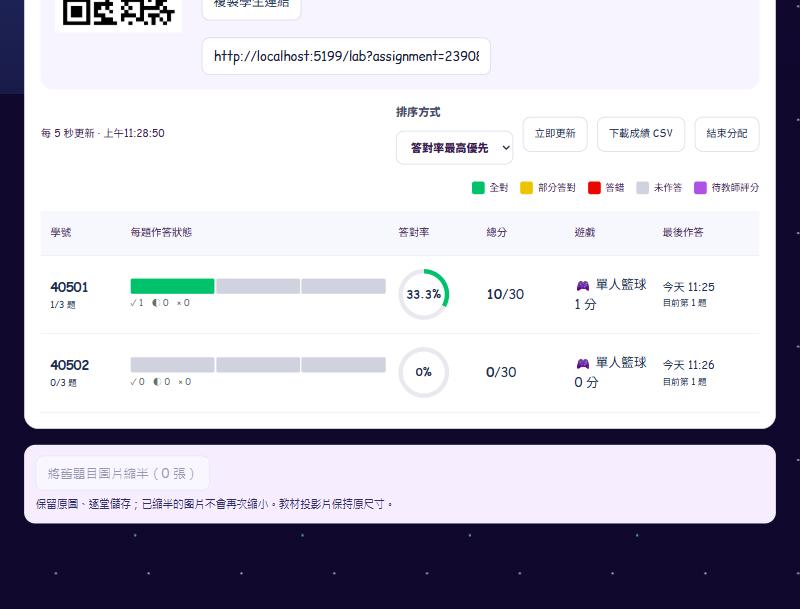 複製學生連結
http://localhost:5199/lab?assignment=23908
排序方式
每 5 秒更新 · 上午11:28:50
答對率最高優先
立即更新
下載成績 CSV
結束分配
全對 部分答對 答錯 未作答 待教師評分
學號 每題作答狀態 答對率 總分 遊戲 最後作答
40501
1/3 題
✓1 ◐0 ×0
33.3%
10/30
🎮 單人籃球
1 分
今天 11:25
目前第 1 題
40502
0/3 題
✓0 ◐0 ×0
0%
0/30
🎮 單人籃球
0 分
今天 11:26
目前第 1 題
將舊題目圖片縮半（0 張）
保留原圖、逐堂儲存；已縮半的圖片不會再次縮小。教材投影片保持原尺寸。